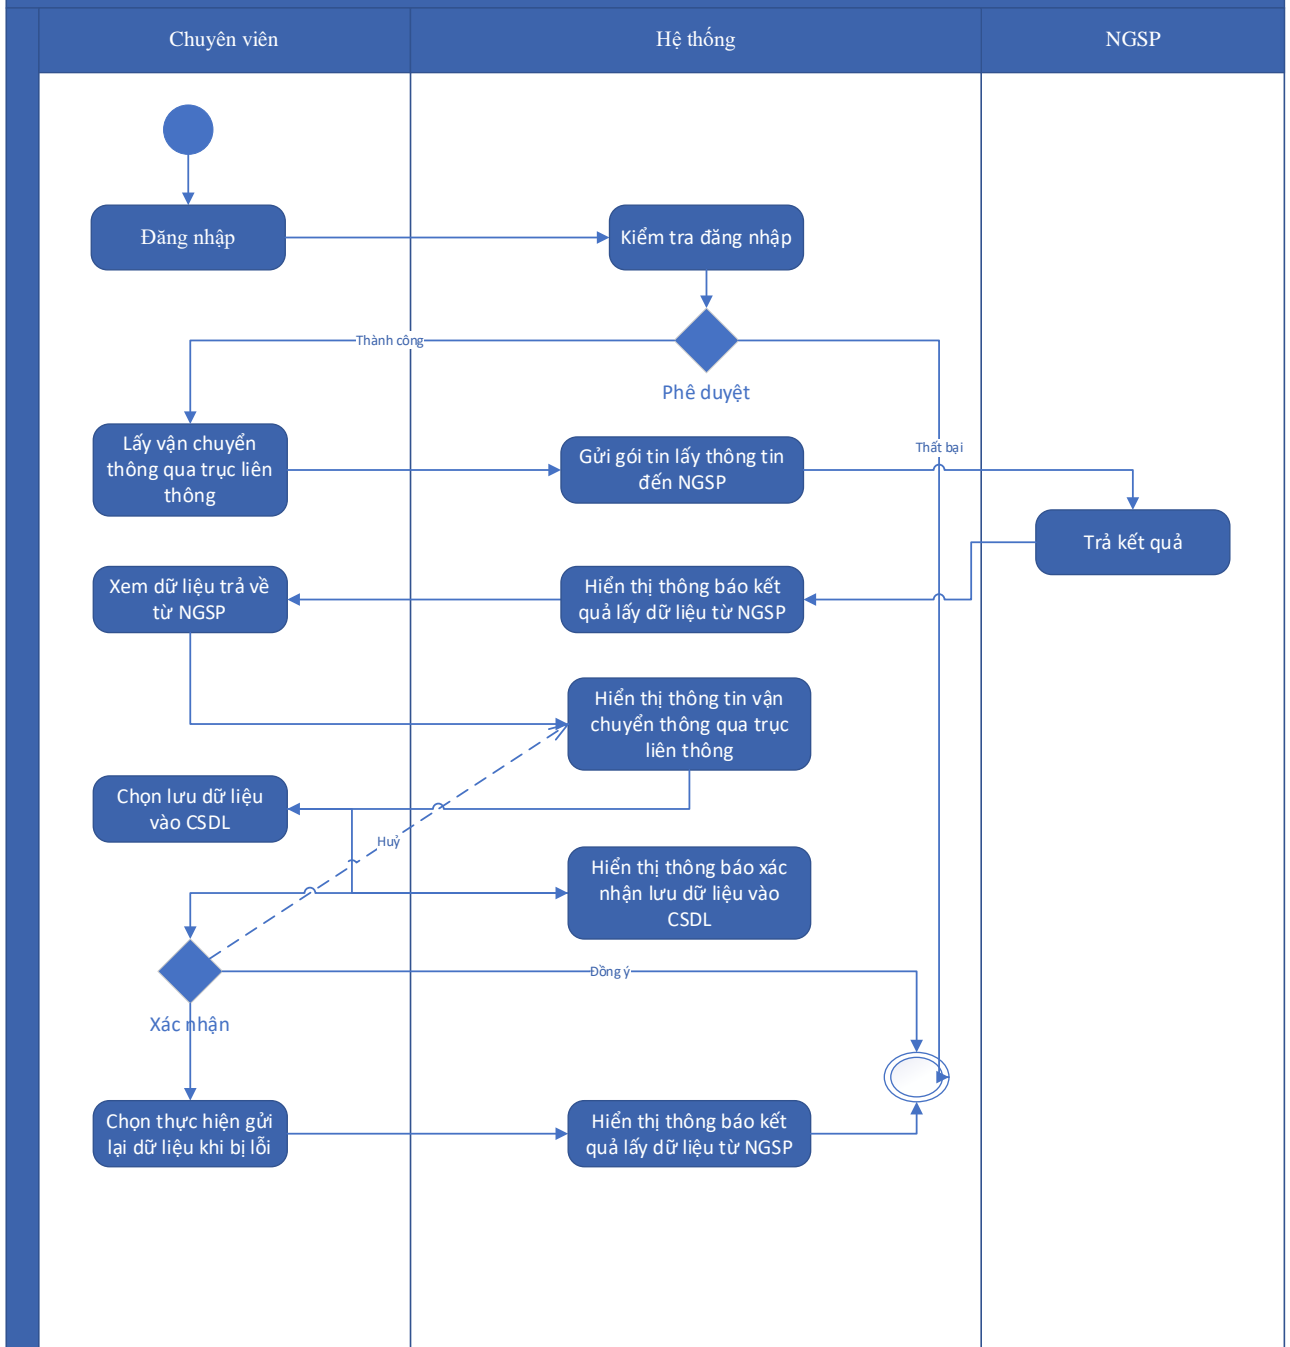 Chuyên viên
Hệ thống
NGSP
Đăng nhập
Kiểm tra đăng nhập
Thành công
Phê duyệt
Thất bại
Lấy vận chuyển
thông qua trục liên
thông
Gửi gói tin lấy thông tin
đến NGSP
Trả kết quả
Xem dữ liệu trả về
từ NGSP
Hiển thị thông báo kết
quả lấy dữ liệu từ NGSP
Hiển thị thông tin vận
chuyển thông qua trục
liên thông
Chọn lưu dữ liệu
vào CSDL
Huỷ
Hiển thị thông báo xác
nhận lưu dữ liệu vào
CSDL
Đồng ý
Xác nhận
Chọn thực hiện gửi
lại dữ liệu khi bị lỗi
Hiển thị thông báo kết
quả lấy dữ liệu từ NGSP